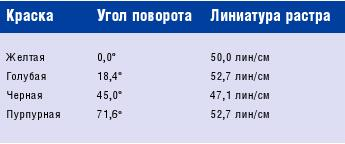 Краска Угол поворота Линиатура растра
Желтая 0,0° 50,0 лин/см
Голубая 18,4° 52,7 лин/см
Черная 45,0° 47,1 лин/см
Пурпурная 71,6° 52,7 лин/см